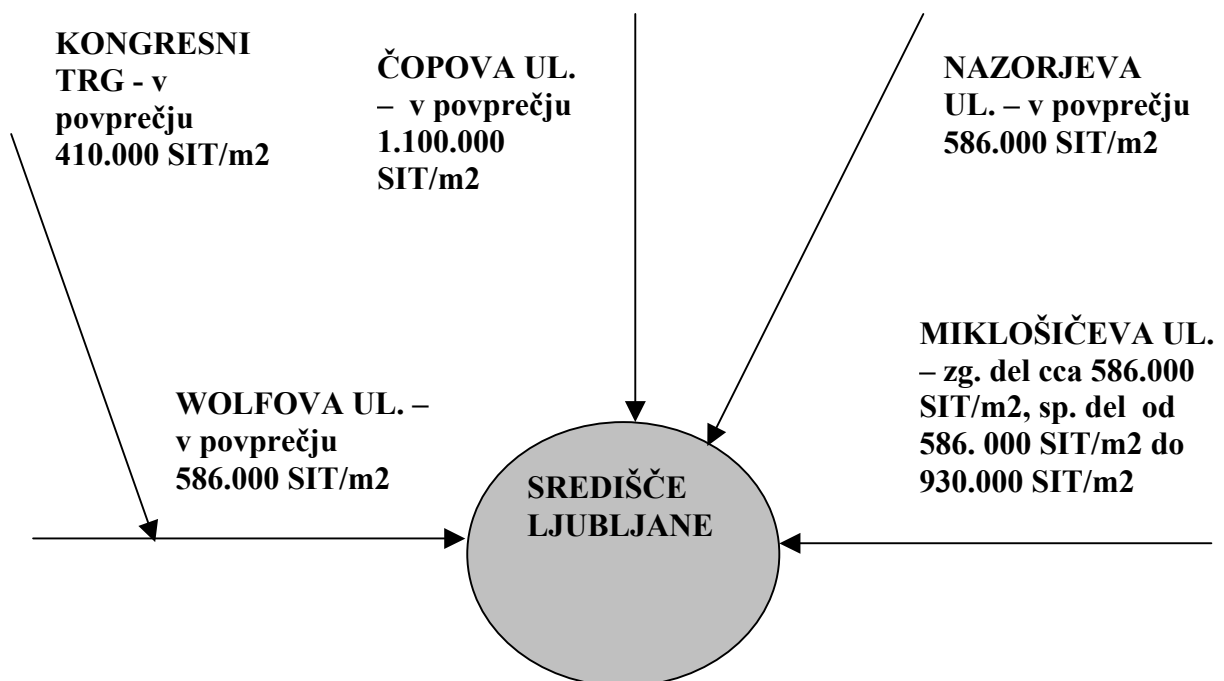 KONGRESNI
TRG - v
povprečju
410.000 SIT/m2
ČOPOVA UL.
– v povprečju
1.100.000
SIT/m2
NAZORJEVA
UL. – v povprečju
586.000 SIT/m2
WOLFOVA UL. –
v povprečju
586.000 SIT/m2
MIKLOŠIČEVA UL.
– zg. del cca 586.000
SIT/m2, sp. del od
586. 000 SIT/m2 do
930.000 SIT/m2
SREDIŠČE
LJUBLJANE